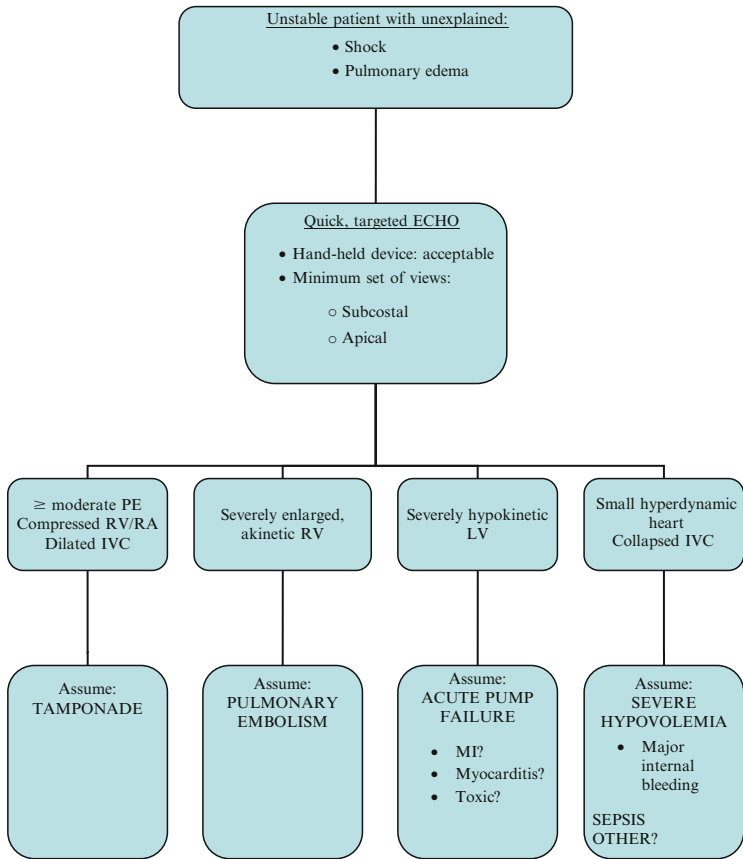 Unstable patient with unexplained:
• Shock
• Pulmonary edema
Quick, targeted ECHO
• Hand-held device: acceptable
• Minimum set of views:
○ Subcostal
○ Apical
≥ moderate PE
Compressed RV/RA
Dilated IVC
Severely enlarged,
akinetic RV
Severely hypokinetic
LV
Small hyperdynamic
heart
Collapsed IVC
Assume:
TAMPONADE
Assume:
PULMONARY
EMBOLISM
Assume:
ACUTE PUMP
FAILURE
• MI?
• Myocarditis?
• Toxic?
Assume:
SEVERE
HYPOVOLEMIA
• Major
internal
bleeding
SEPSIS
OTHER?